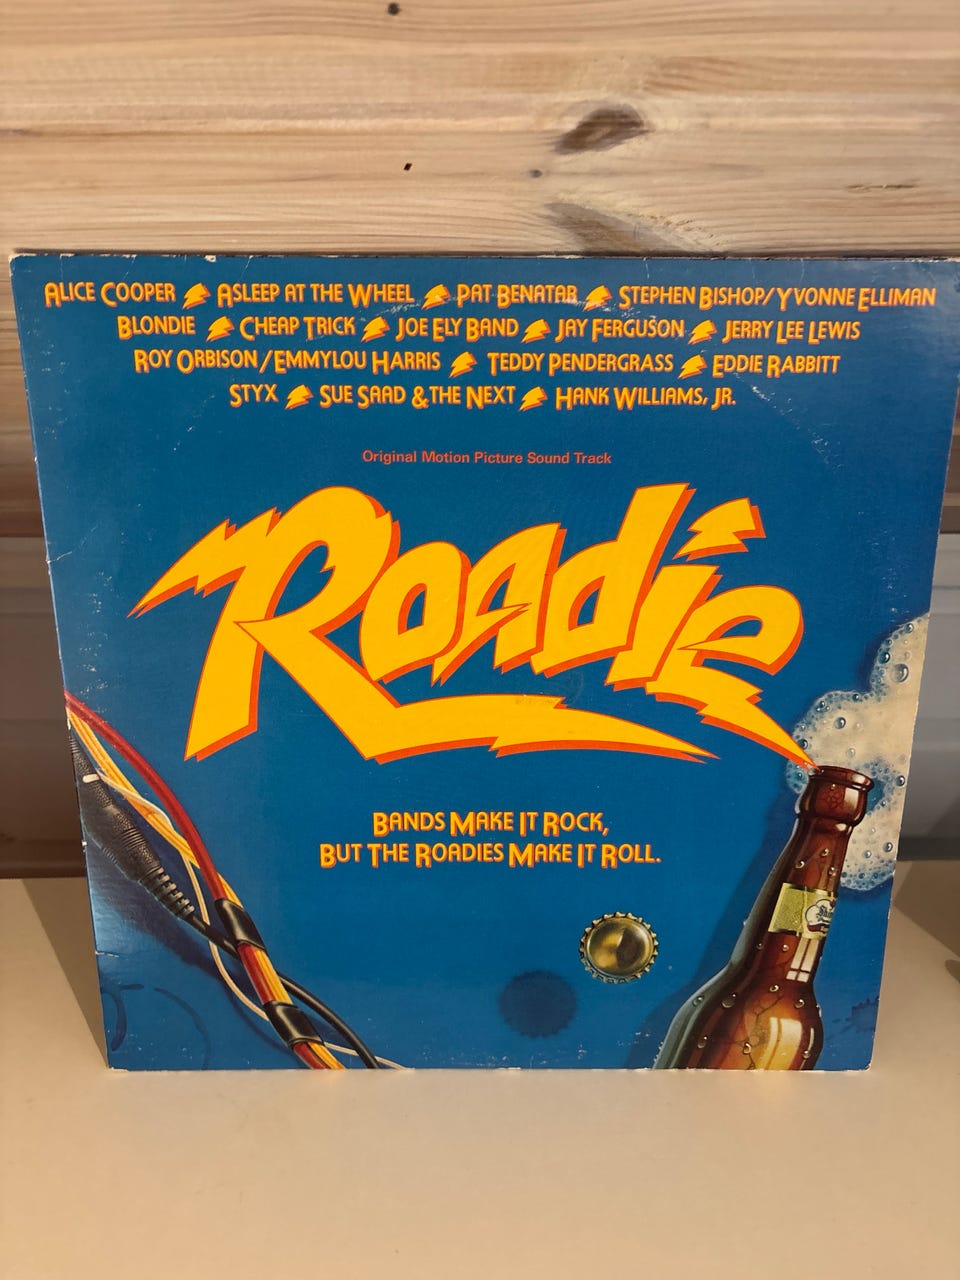 Alice Cooper Asleep at the Wheel Pat Benatar Stephen Bishop/Yvonne Elliman
Blondie Cheap Trick Joe Ely Band Jay Ferguson Jerry Lee Lewis
Roy Orbison/Emmylou Harris Teddy Pendergrass Eddie Rabbitt
Styx Sue Saad & the Next Hank Williams, Jr.
Original Motion Picture Sound Track
Roadie
Bands Make It Rock,
But The Roadies Make It Roll.